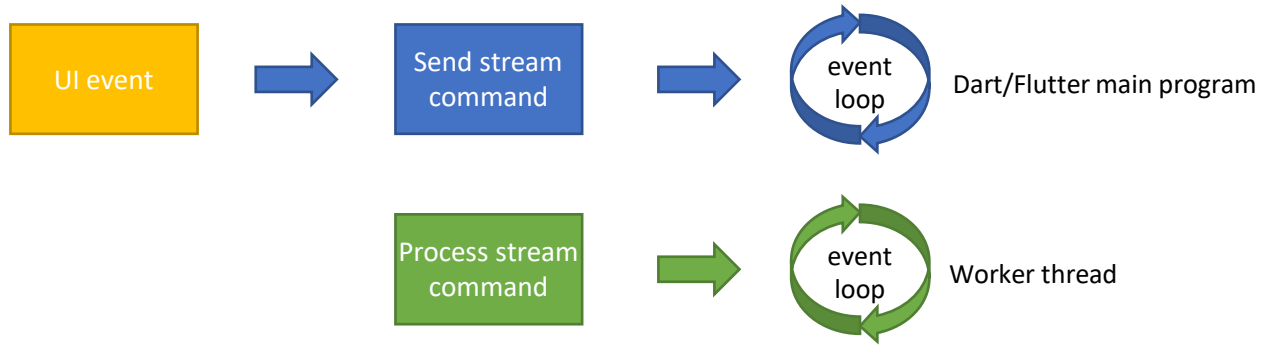 UI event
Send stream
command
event
loop
Dart/Flutter main program
Process stream
command
event
loop
Worker thread